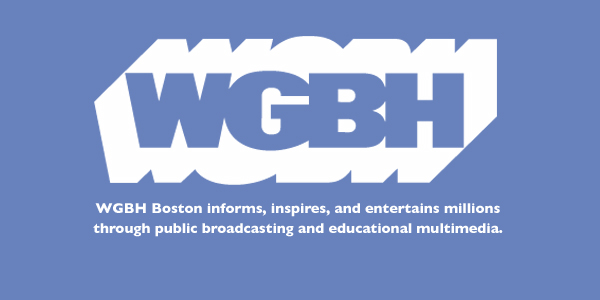 WGBH
WGBH Boston informs, inspires, and entertains millions
through public broadcasting and educational multimedia.